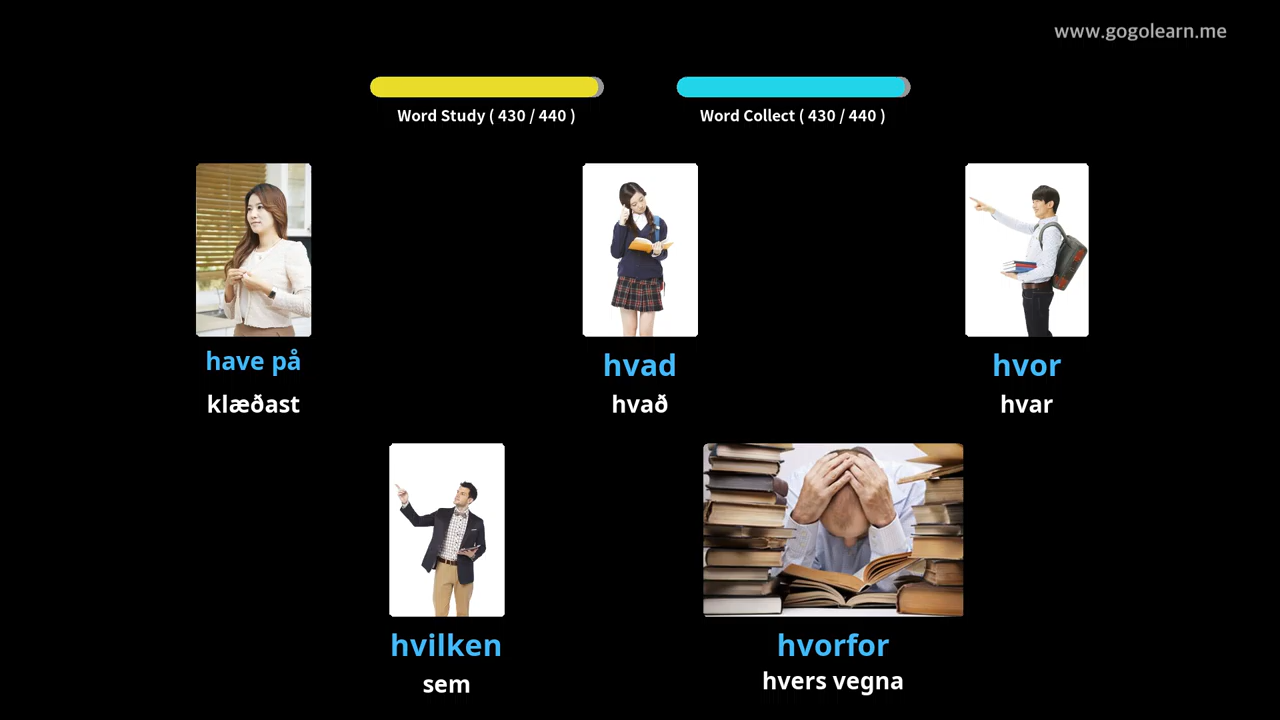 www.gogolearn.me
Word Study ( 430 / 440 )
Word Collect ( 430 / 440 )
have på
klæðast
hvad
hvað
hvor
hvar
hvilken
sem
hvorfor
hvers vegna